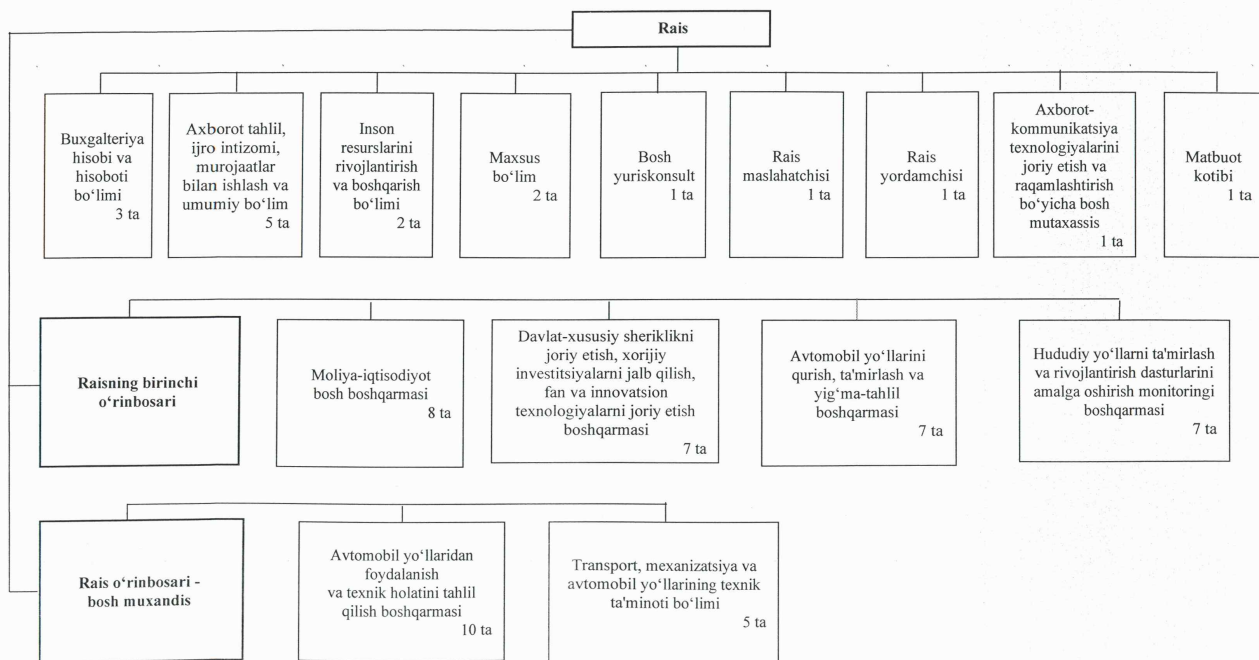 Rais
Buxgalteriya
hisobi va
hisoboti
bo‘limi
3 ta
Axborot tahlil,
ijro intizomi,
murojaatlar
bilan ishlash va
umumiy bo‘lim
5 ta
Inson
resurslarini
rivojlantirish
va boshqarish
bo‘limi
2 ta
Maxsus
bo‘lim
2 ta
Bosh
yuriskonsult
1 ta
Rais
maslahatchisi
1 ta
Rais
yordamchisi
1 ta
Axborot-
kommunikatsiya
texnologiyalarini
joriy etish va
raqamlashtirish
bo‘yicha bosh
mutaxassis
1 ta
Matbuot
kotibi
1 ta
Raisning birinchi
o‘rinbosari
Moliya-iqtisodiyot
bosh boshqarmasi
8 ta
Davlat-xususiy sheriklikni
joriy etish, xorijiy
investitsiyalarni jalb qilish,
fan va innovatsion
texnologiyalarni joriy etish
boshqarmasi
7 ta
Avtomobil yo‘llarini
qurish, ta'mirlash va
yig‘ma-tahlil
boshqarmasi
7 ta
Hududiy yo‘llarni ta'mirlash
va rivojlantirish dasturlarini
amalga oshirish monitoringi
boshqarmasi
7 ta
Rais o‘rinbosari -
bosh muxandis
Avtomobil yo‘llaridan
foydalanish
va texnik holatini tahlil
qilish boshqarmasi
10 ta
Transport, mexanizatsiya va
avtomobil yo‘llarining texnik
ta'minoti bo‘limi
5 ta